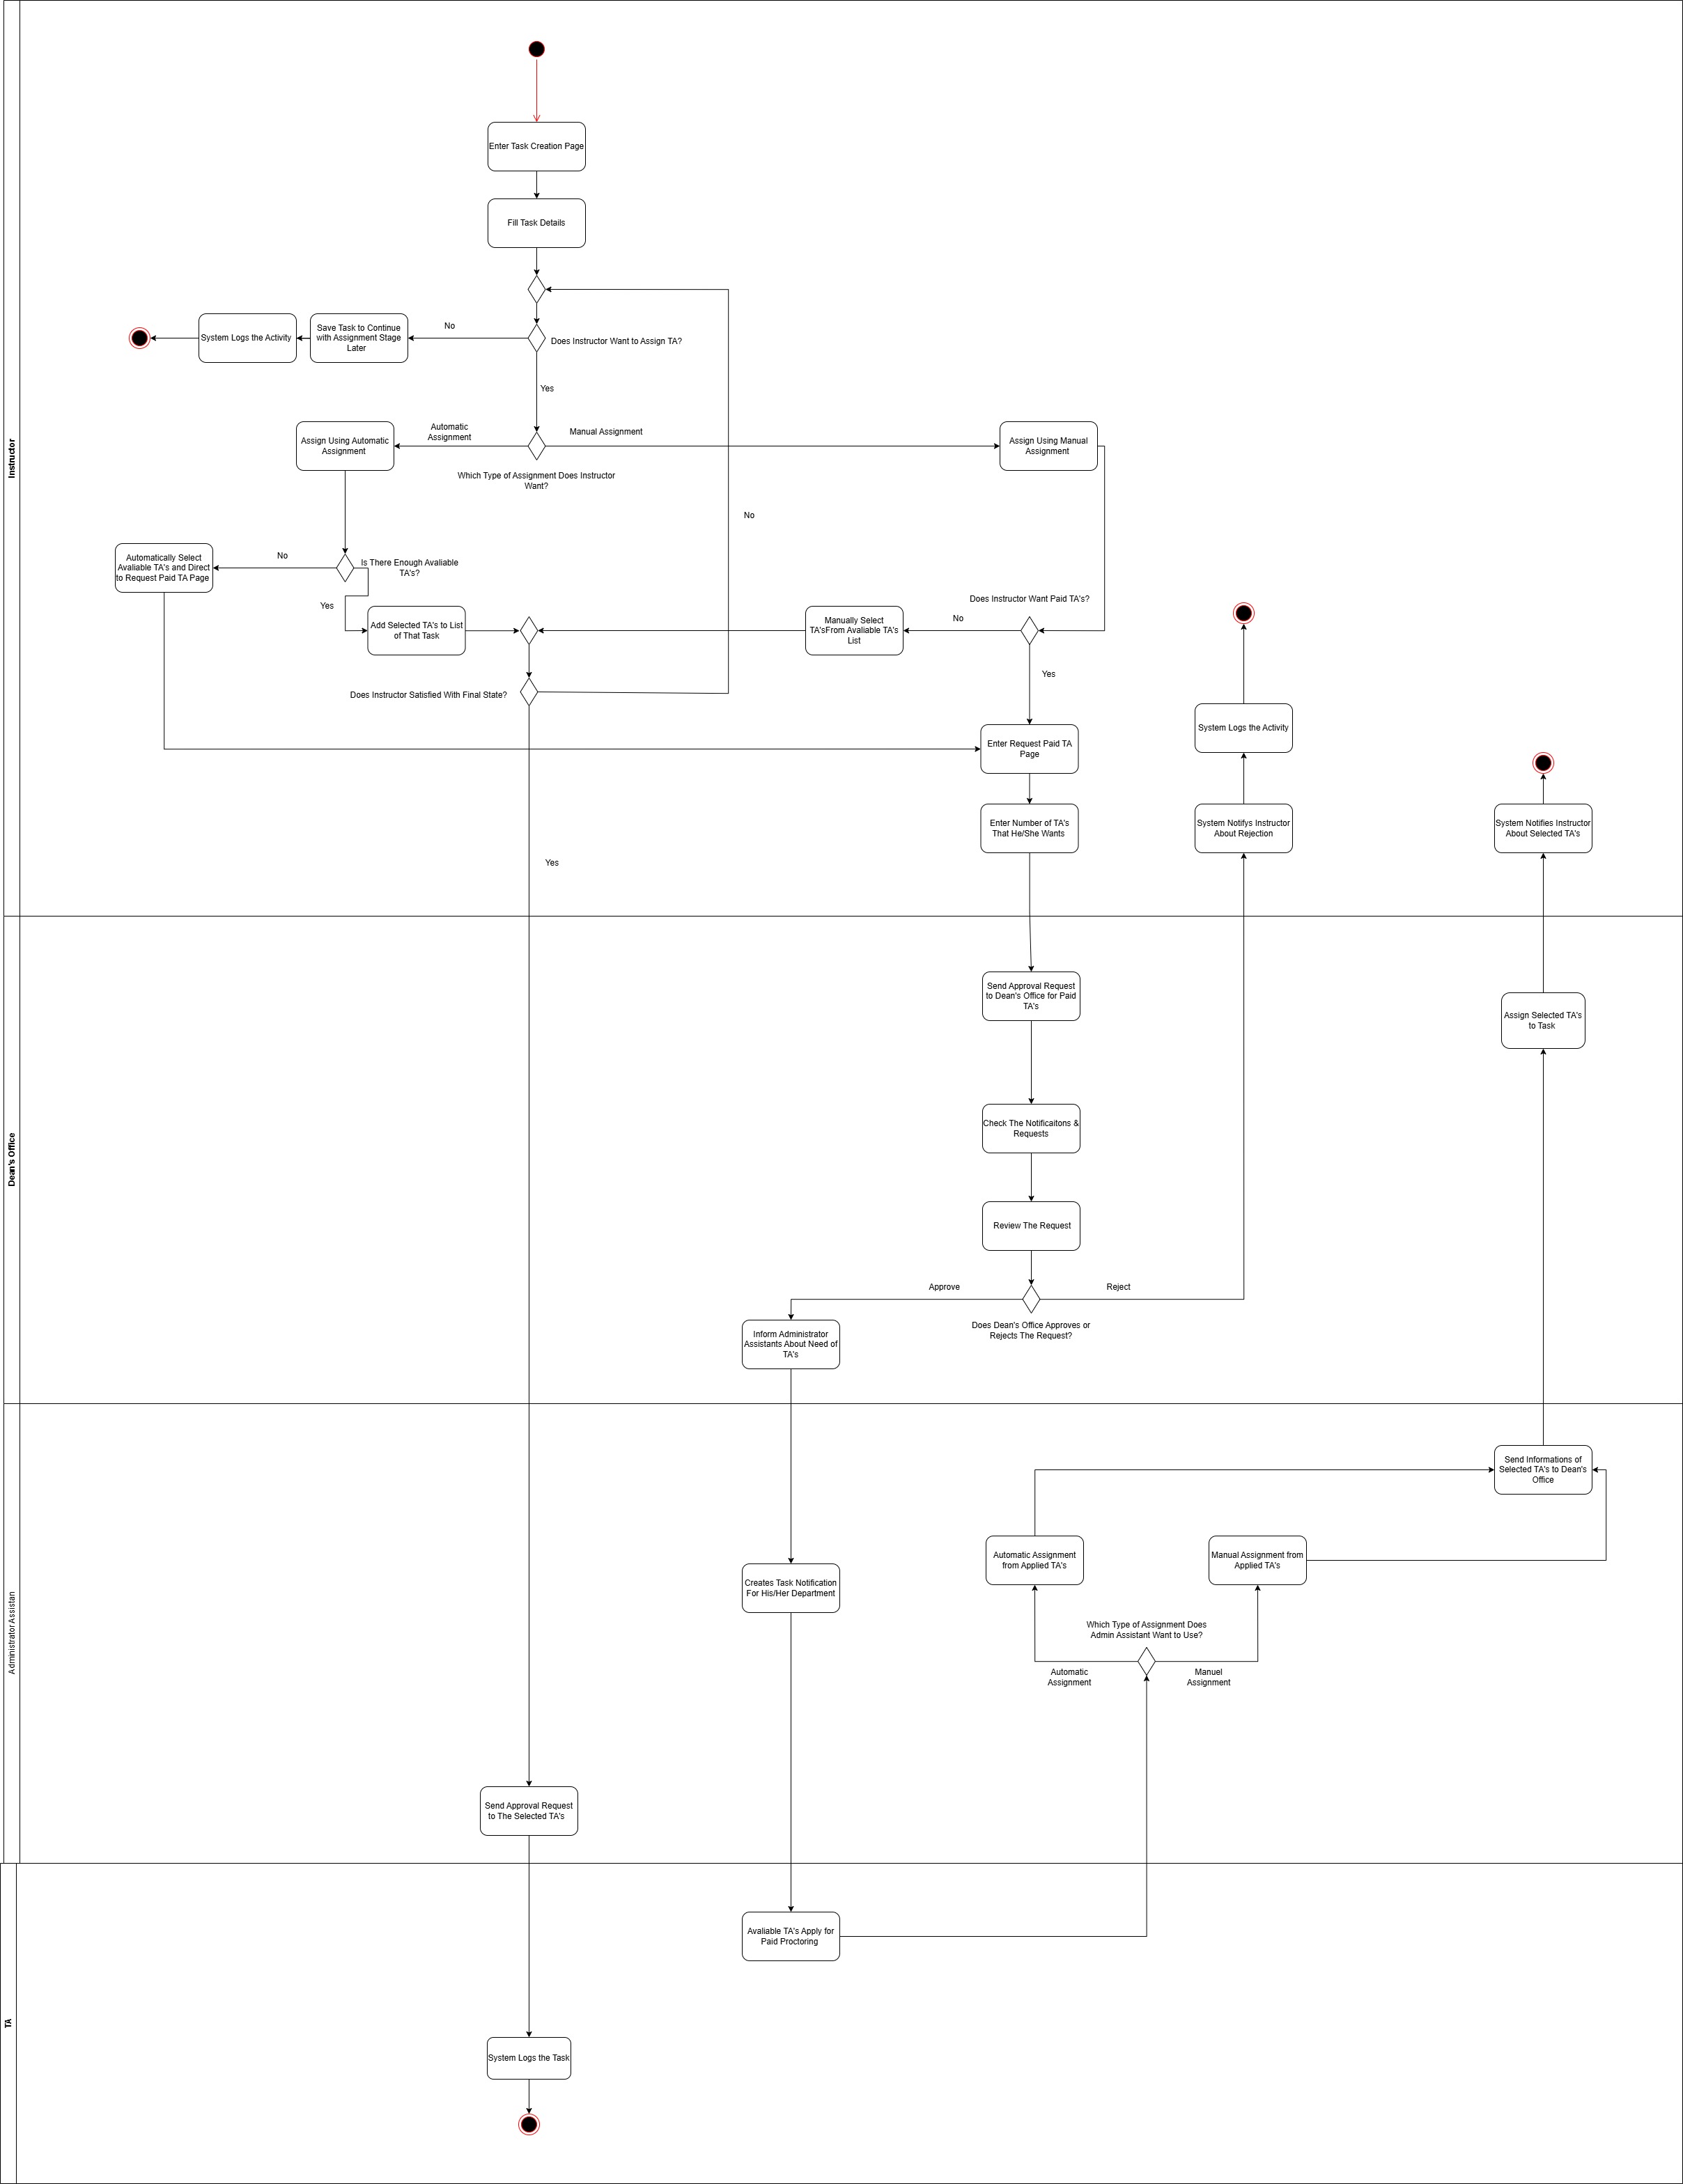 Instructor
Enter Task Creation Page
Fill Task Details
Does Instructor Want to Assign TA?
No
Save Task to Continue
with Assignment Stage
Later
System Logs the Activity
Yes
Automatic
Assignment
Manual Assignment
Assign Using Automatic
Assignment
Assign Using Manual
Assignment
Which Type of Assignment Does Instructor
Want?
No
Automatically Select
Avaliable TA's and Direct
to Request Paid TA Page
No
Is There Enough Avaliable
TA's?
Yes
Add Selected TA's to List
of That Task
Manually Select
TA'sFrom Avaliable TA's
List
No
Does Instructor Want Paid TA's?
Yes
Does Instructor Satisfied With Final State?
Enter Request Paid TA
Page
System Logs the Activity
Enter Number of TA's
That He/She Wants
System Notifys Instructor
About Rejection
System Notifies Instructor
About Selected TA's
Yes
Dean's Office
Send Approval Request
to Dean's Office for Paid
TA's
Assign Selected TA's
to Task
Check The Notificaitons &
Requests
Review The Request
Approve
Reject
Does Dean's Office Approves or
Rejects The Request?
Inform Administrator
Assistants About Need of
TA's
Administrator Assistan
Send Informations of
Selected TA's to Dean's
Office
Automatic Assignment
from Applied TA's
Manual Assignment from
Applied TA's
Creates Task Notification
For His/Her Department
Which Type of Assignment Does
Admin Assistant Want to Use?
Automatic
Assignment
Manuel
Assignment
Send Approval Request
to The Selected TA's
TA
Avaliable TA's Apply for
Paid Proctoring
System Logs the Task